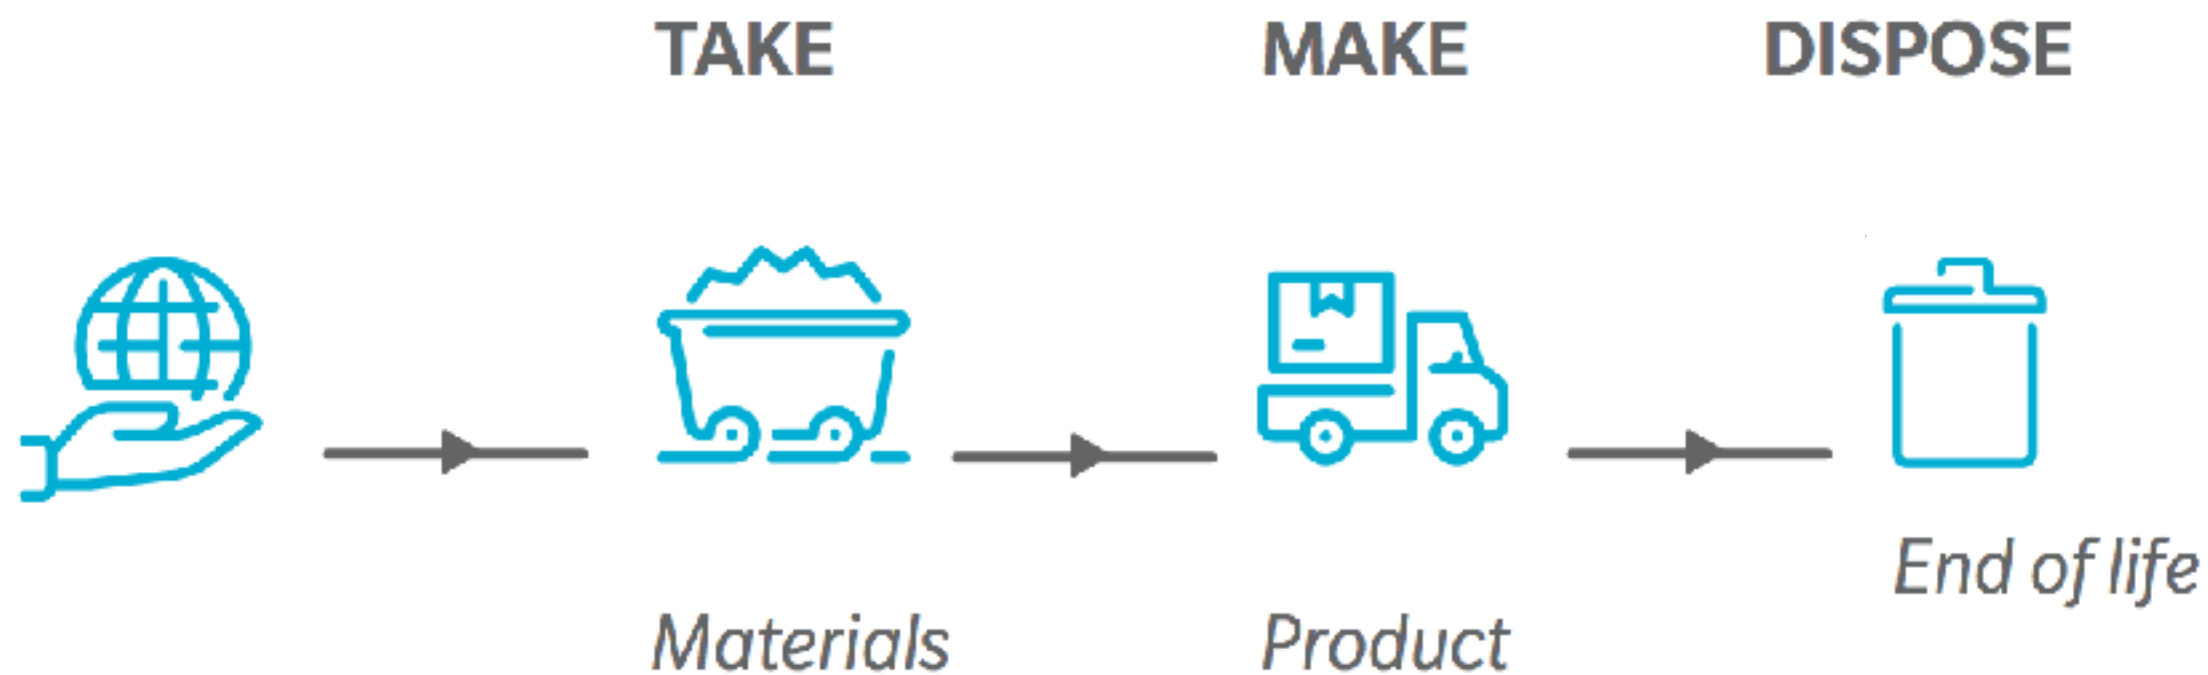 TAKE MAKE DISPOSE
End of life
Materials Product